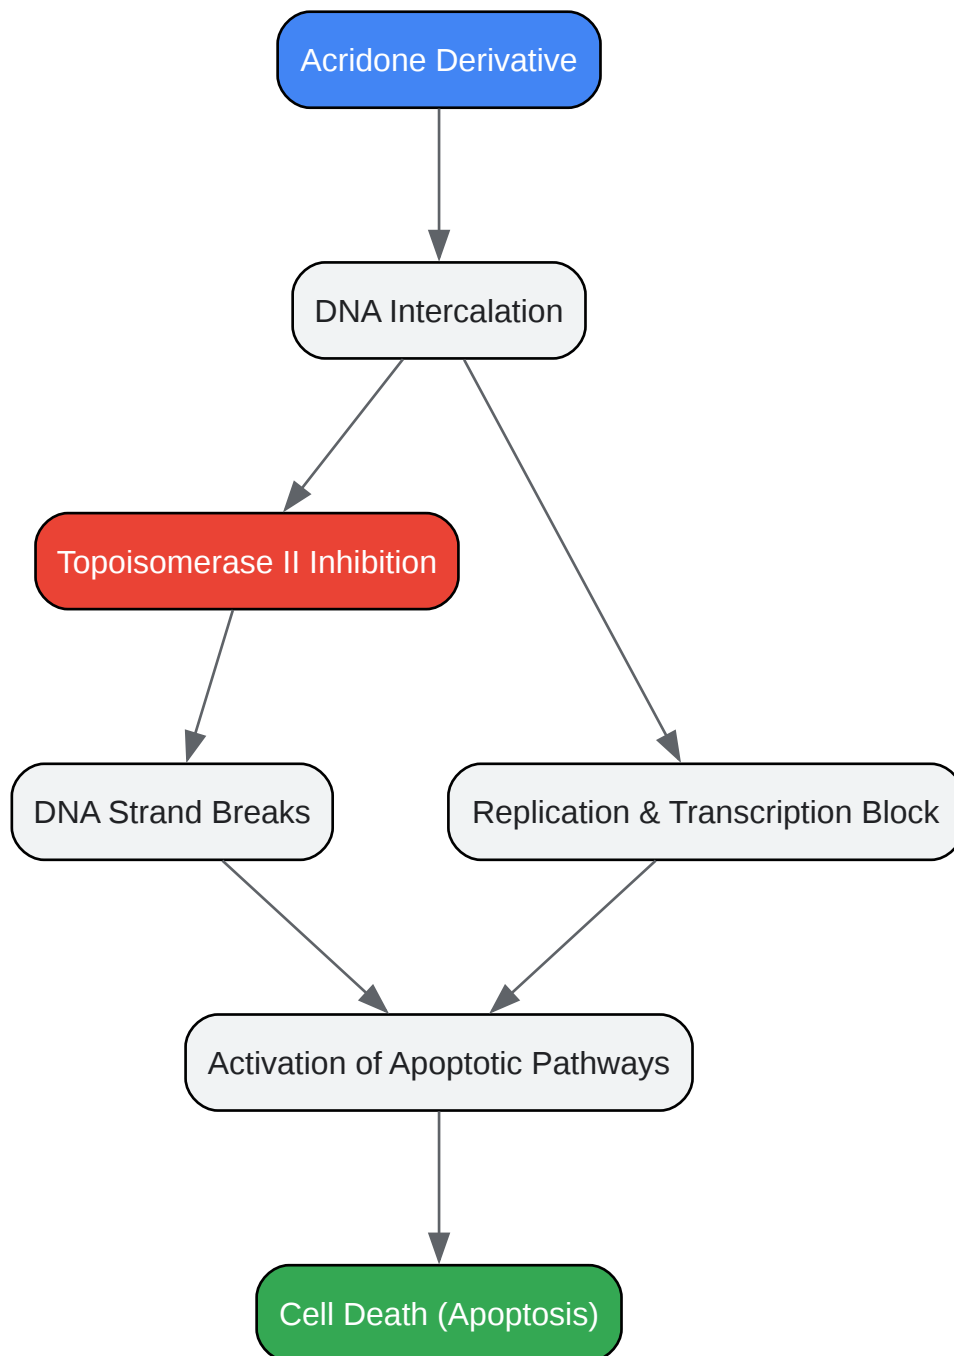 Acridone Derivative
DNA Intercalation
Topoisomerase II Inhibition
DNA Strand Breaks
Replication & Transcription Block
Activation of Apoptotic Pathways
Cell Death (Apoptosis)